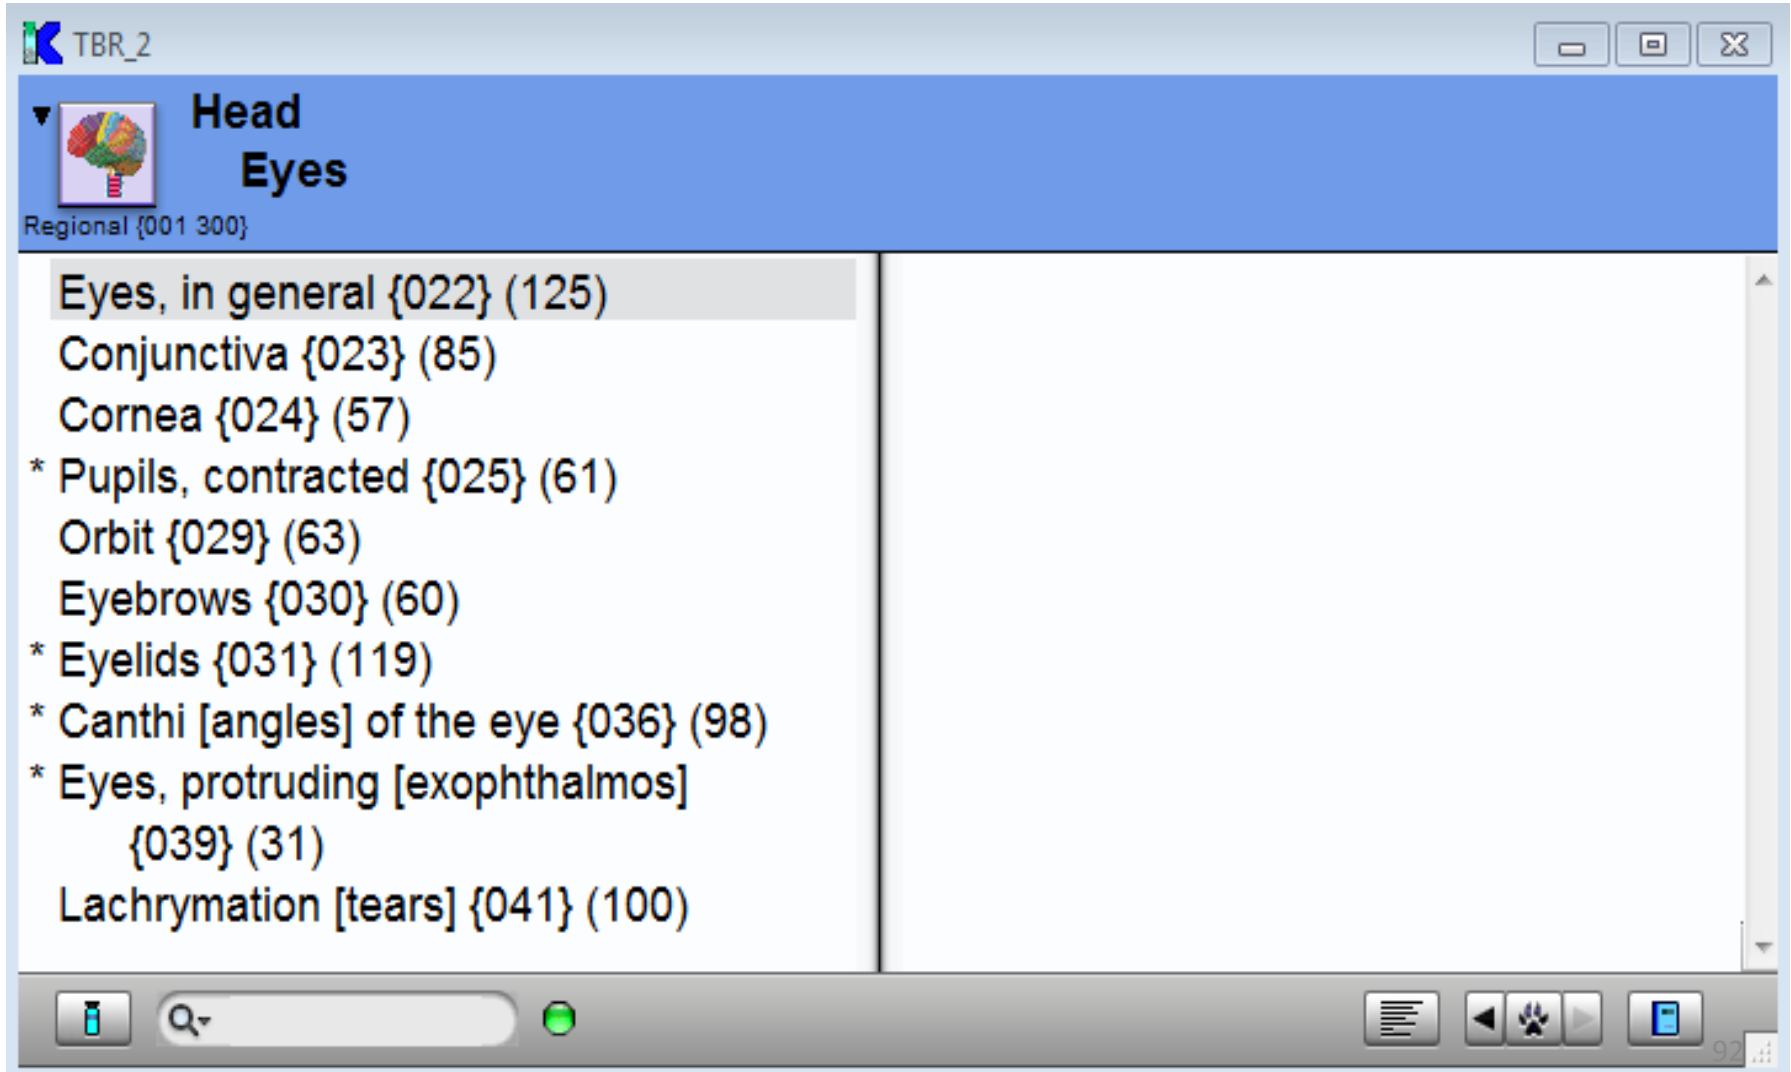 TBR_2
Head
Eyes
Regional {001 300}
Eyes, in general {022} (125)
Conjunctiva {023} (85)
Cornea {024} (57)
* Pupils, contracted {025} (61)
Orbit {029} (63)
Eyebrows {030} (60)
* Eyelids {031} (119)
* Canthi [angles] of the eye {036} (98)
* Eyes, protruding [exophthalmos]
{039} (31)
Lachrymation [tears] {041} (100)
92